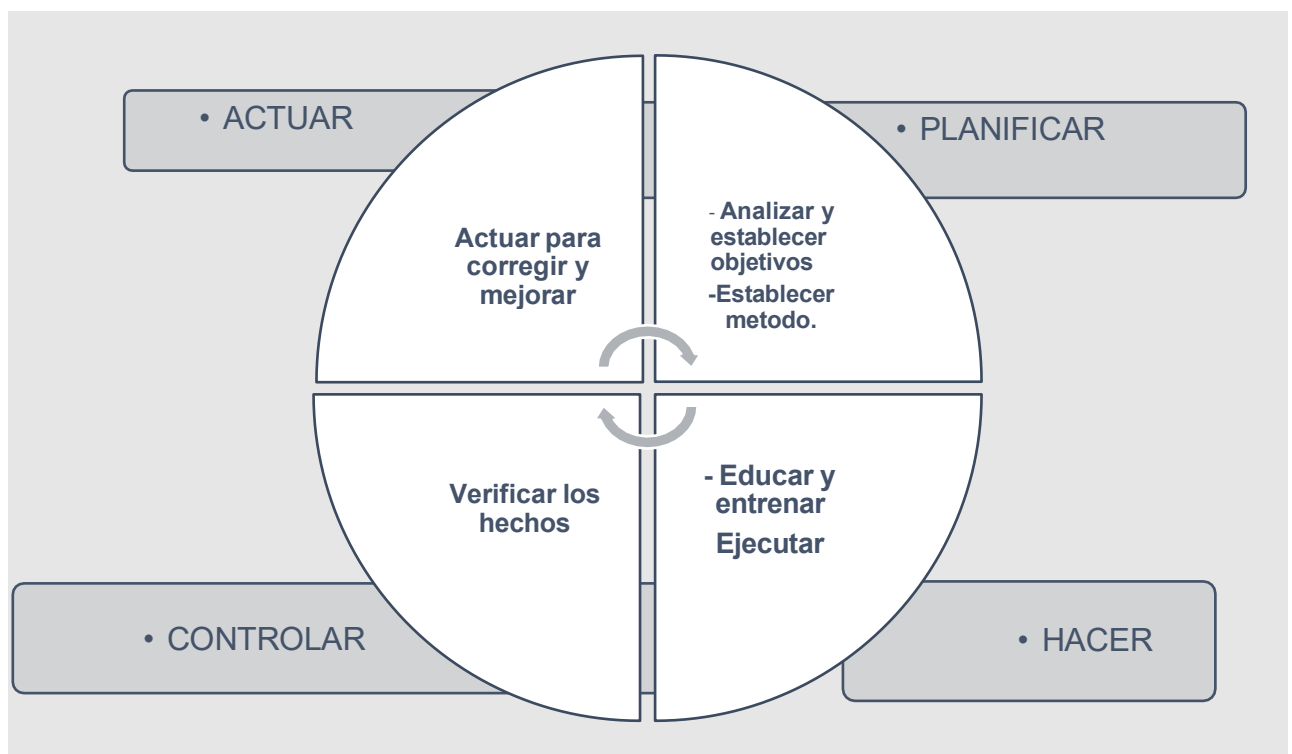 • ACTUAR
• PLANIFICAR
Actuar para
corregir y
mejorar
- Analizar y
establecer
objetivos
-Establecer
metodo.
Verificar los
hechos
- Educar y
entrenar
Ejecutar
• CONTROLAR
• HACER